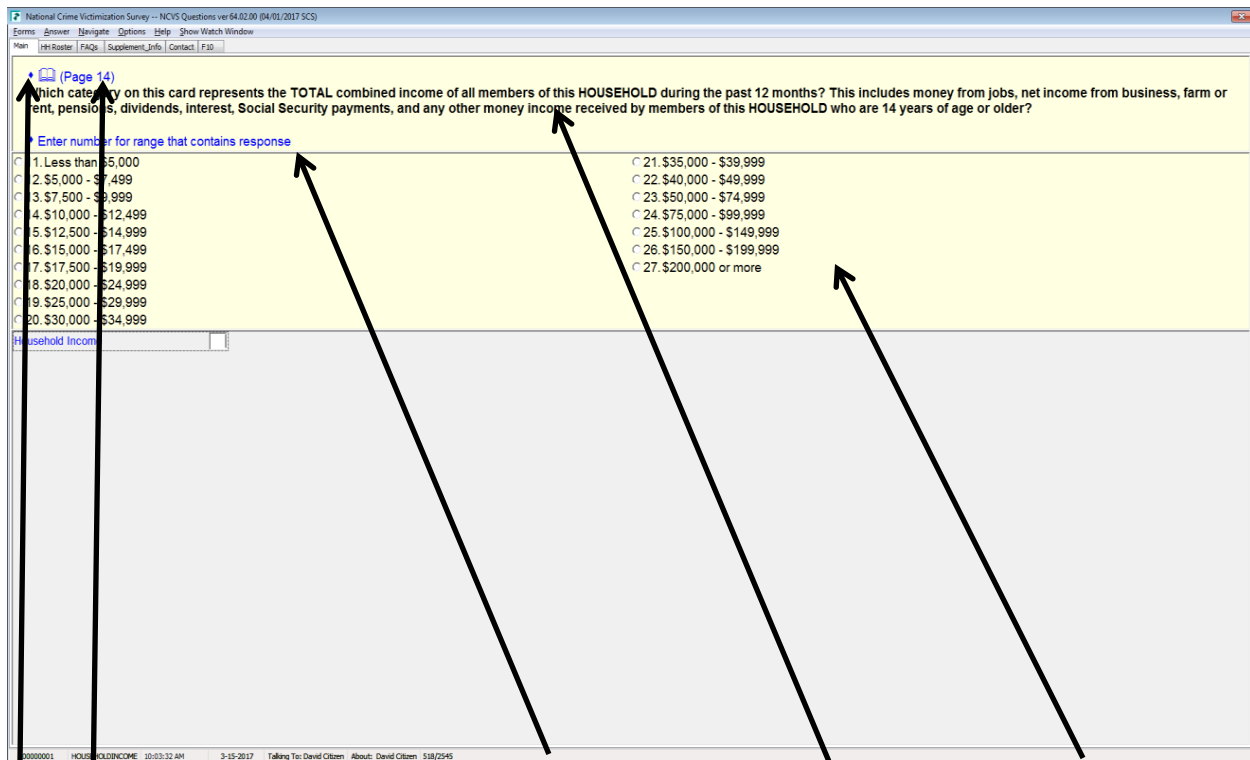 National Crime Victimization Survey -- NCVS Questions ver 64.02.00 (04/01/2017 SCS)
Forms Answer Navigate Options Help Show Watch Window
Main HH Roster FAQs Supplement_Info Contact F10
(Page 14)
Which category on this card represents the TOTAL combined income of all members of this HOUSEHOLD during the past 12 months? This includes money from jobs, net income from business, farm or
rent, pensions, dividends, interest, Social Security payments, and any other money income received by members of this HOUSEHOLD who are 14 years of age or older?
Enter number for range that contains response
11. Less than $5,000
12. $5,000 - $7,499
13. $7,500 - $9,999
14. $10,000 - $12,499
15. $12,500 - $14,999
16. $15,000 - $17,499
17. $17,500 - $19,999
18. $20,000 - $24,999
19. $25,000 - $29,999
20. $30,000 - $34,999
21. $35,000 - $39,999
22. $40,000 - $49,999
23. $50,000 - $74,999
24. $75,000 - $99,999
25. $100,000 - $149,999
26. $150,000 - $199,999
27. $200,000 or more
Household Income
00000001 HOUSEHOLDINCOME 10:03:32 AM 3-15-2017 Talking To: David Citizen About: David Citizen 518/2545